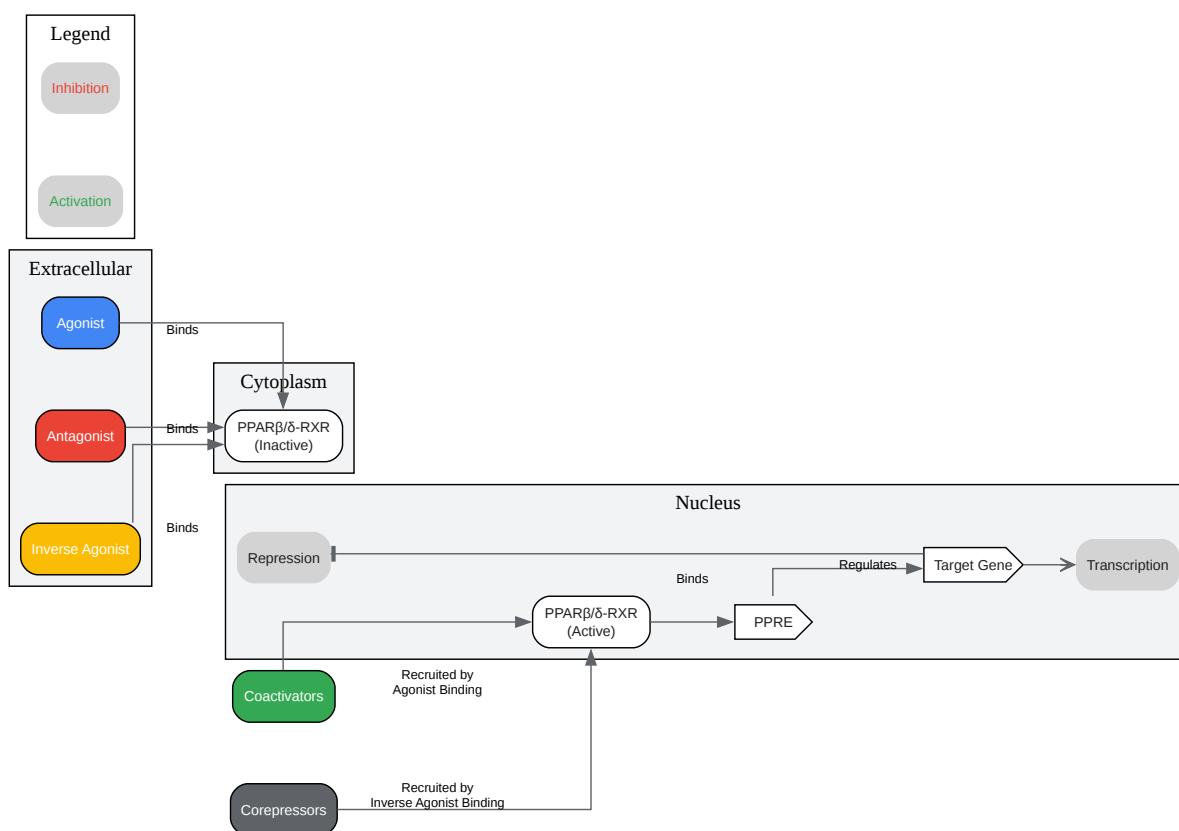 Legend
Inhibition
Activation
Extracellular
Agonist
Binds
Cytoplasm
Antagonist
Binds
PPARβ/δ-RXR
(Inactive)
Inverse Agonist
Binds
Nucleus
Repression
Binds
Regulates
Target Gene
Transcription
PPARβ/δ-RXR
(Active)
PPRE
Coactivators
Recruited by
Agonist Binding
Corepressors
Recruited by
Inverse Agonist Binding